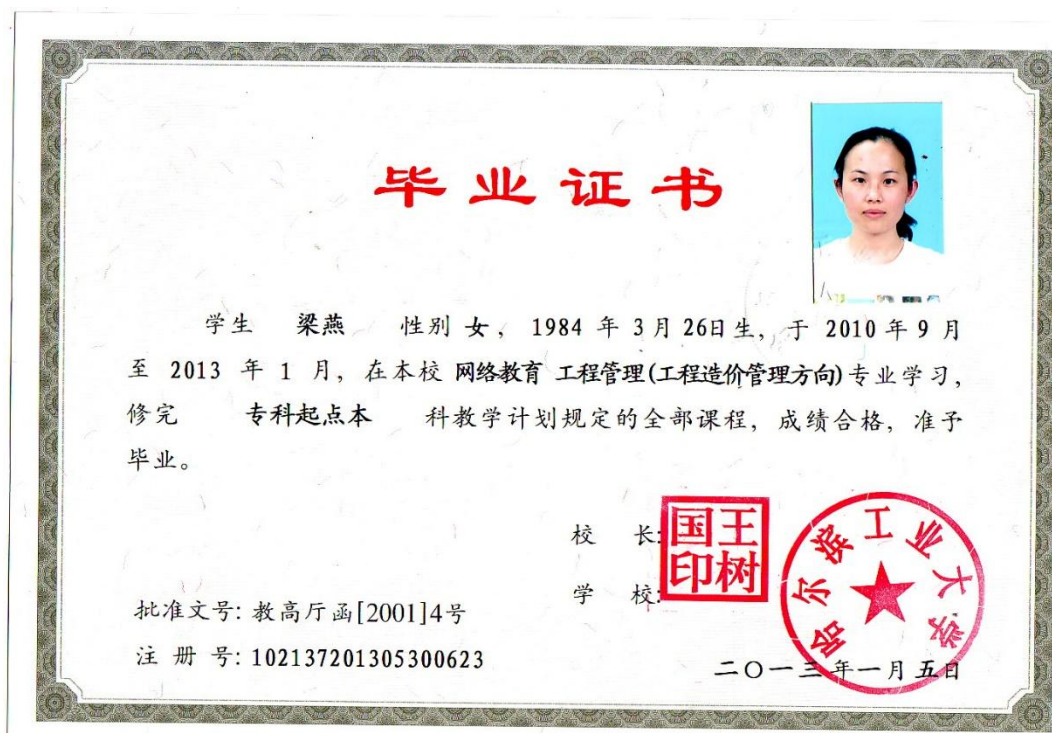 毕业证书
学生 梁燕 性别 女，1984 年 3 月 26日生，于 2010 年 9 月
至 2013 年 1 月，在本校 网络教育 工程管理(工程造价管理方向)专业学习，
修完 专科起点本 科教学计划规定的全部课程，成绩合格，准予
毕业。
校 长:
王树国印
学 校:
哈尔滨工业大学
批准文号: 教高厅函[2001]4号
注 册 号: 102137201305300623
二〇一三年一月五日